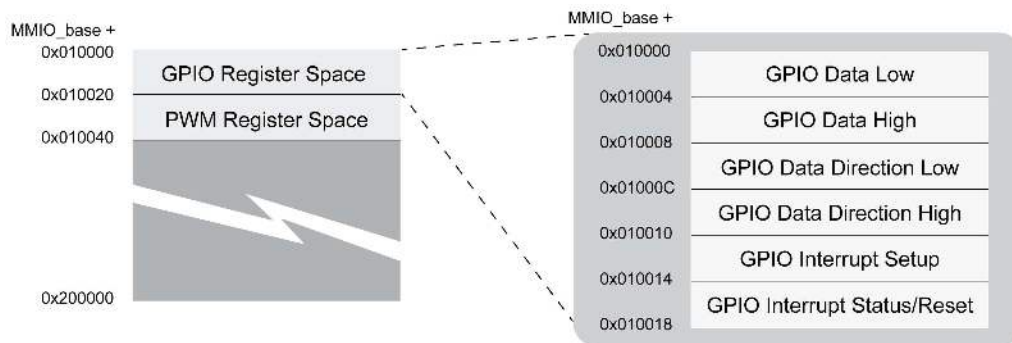 MMIO_base +
0x010000
GPIO Register Space
0x010020
PWM Register Space
0x010040
0x200000
MMIO_base +
0x010000
GPIO Data Low
0x010004
GPIO Data High
0x010008
GPIO Data Direction Low
0x01000C
GPIO Data Direction High
0x010010
GPIO Interrupt Setup
0x010014
GPIO Interrupt Status/Reset
0x010018